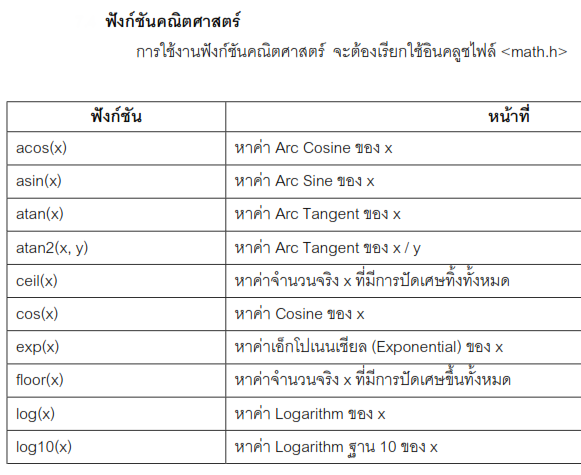 ฟังก์ชันคณิตศาสตร์
การใช้งานฟังก์ชันคณิตศาสตร์ จะต้องเรียกใช้อินคลูชไฟล์ <math.h>
ฟังก์ชัน หน้าที่
acos(x) หาค่า Arc Cosine ของ x
asin(x) หาค่า Arc Sine ของ x
atan(x) หาค่า Arc Tangent ของ x
atan2(x, y) หาค่า Arc Tangent ของ x / y
ceil(x) หาค่าจำนวนจริง x ที่มีการปัดเศษทิ้งทั้งหมด
cos(x) หาค่า Cosine ของ x
exp(x) หาค่าเอ็กโปเนนเชียล (Exponential) ของ x
floor(x) หาค่าจำนวนจริง x ที่มีการปัดเศษขึ้นทั้งหมด
log(x) หาค่า Logarithm ของ x
log10(x) หาค่า Logarithm ฐาน 10 ของ x